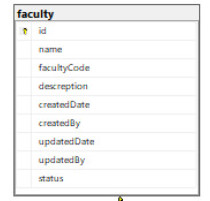 faculty
id
name
facultyCode
descreption
createdDate
createdBy
updatedDate
updatedBy
status